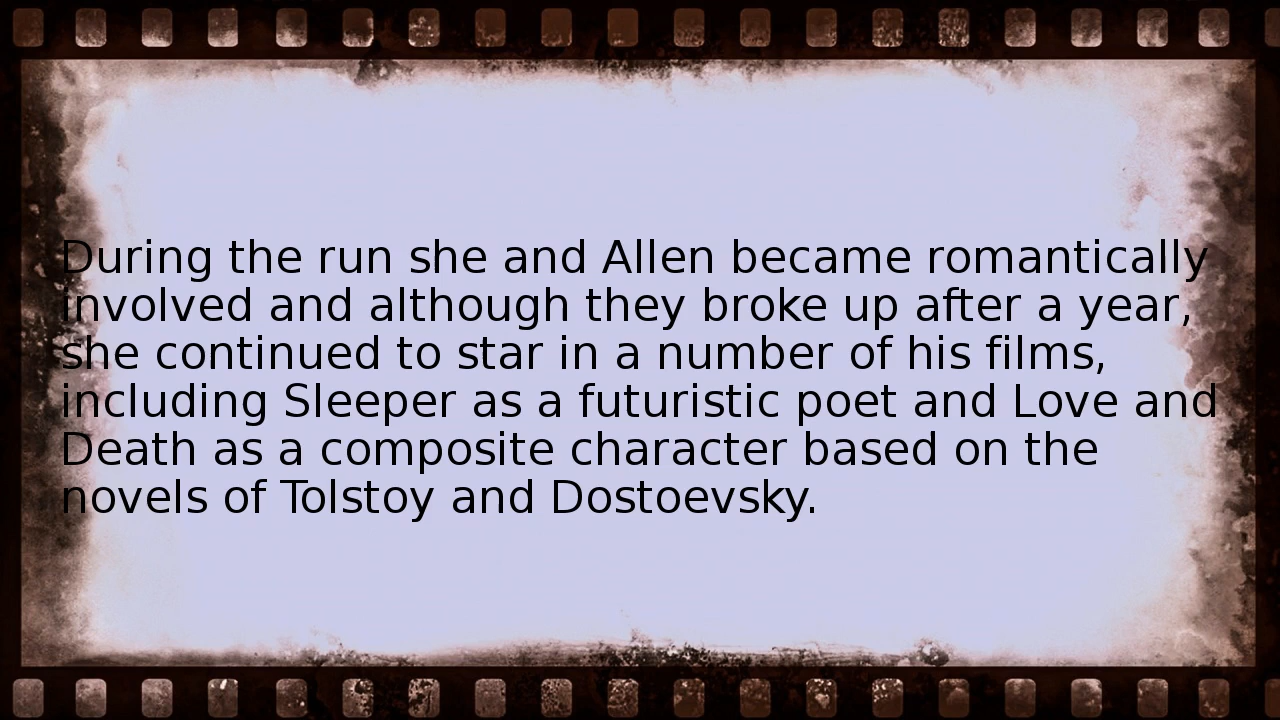 During the run she and Allen became romantically
involved and although they broke up after a year,
she continued to star in a number of his films,
including Sleeper as a futuristic poet and Love and
Death as a composite character based on the
novels of Tolstoy and Dostoevsky.